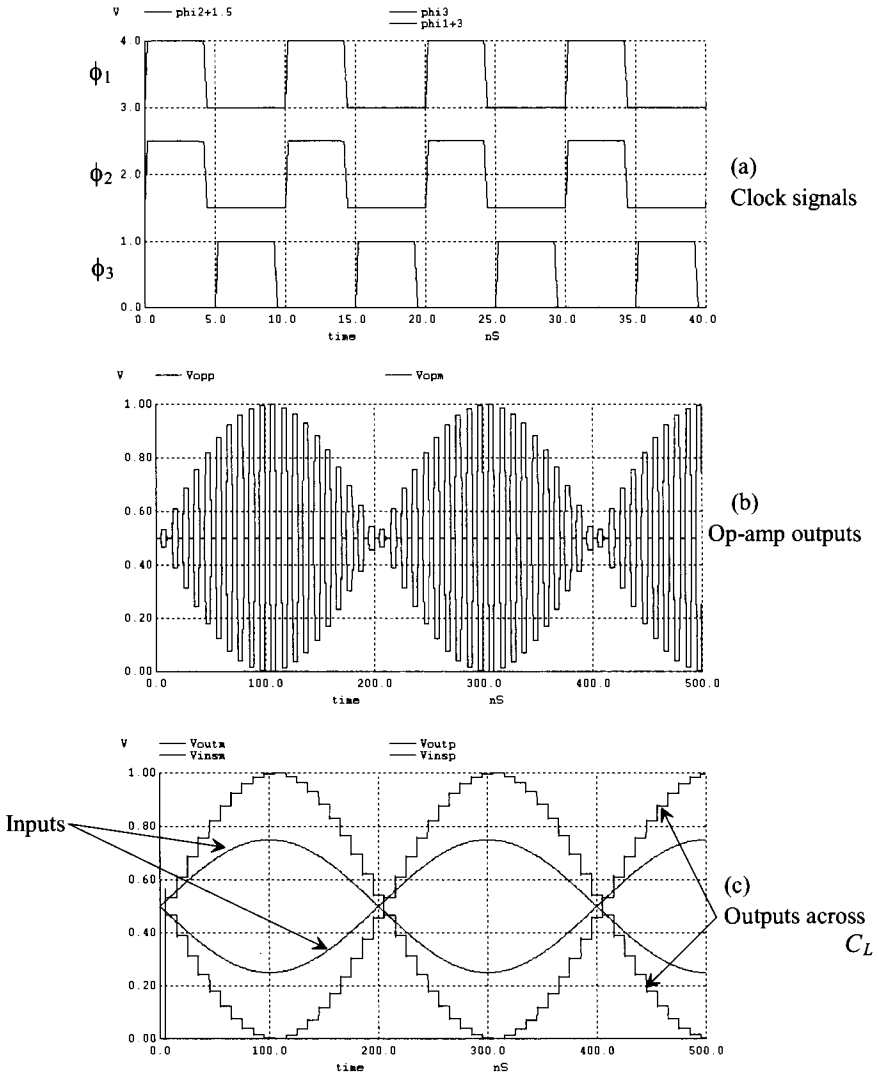 V phi2+1.5 phi3
phi1+3
4.0
ϕ1
3.0
ϕ2 2.0
(a)
Clock signals
1.0
ϕ3
0.0
0.0 5.0 10.0 15.0 20.0 25.0 30.0 35.0 40.0
time nS
V Vopp Vopm
1.00
0.80
0.60
(b)
Op-amp outputs
0.40
0.20
0.00
0.0 100.0 200.0 300.0 400.0 500.0
time nS
V Voutm Voutp
Vinsm Vinsp
1.00
Inputs
0.80
0.60
(c)
Outputs across
CL
0.40
0.20
0.00
0.0 100.0 200.0 300.0 400.0 500.0
time nS